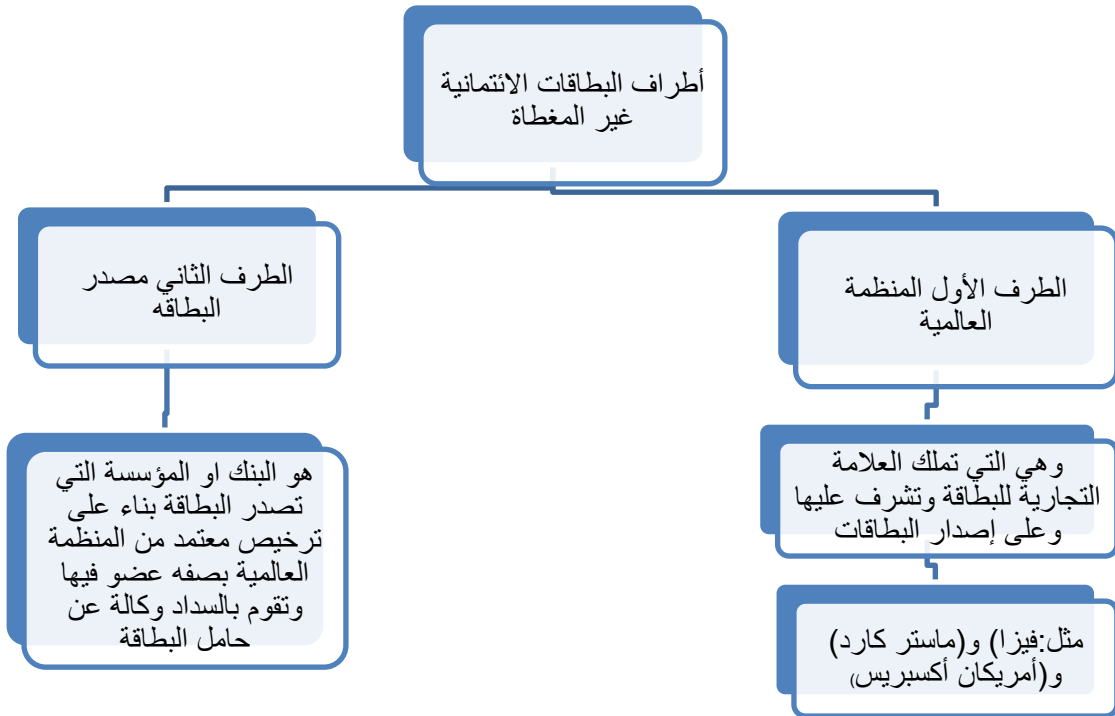 أطراف البطاقات الائتمانية
غير المغطاة
الطرف الأول المنظمة
العالمية
وهي التي تملك العلامة
التجارية للبطاقة وتشرف عليها
وعلى إصدار البطاقات
مثل:فيزا) و(ماستر كارد)
و(أمريكان أكسبريس)
الطرف الثاني مصدر
البطاقه
هو البنك او المؤسسة التي
تصدر البطاقة بناء على
ترخيص معتمد من المنظمة
العالمية بصفه عضو فيها
وتقوم بالسداد وكالة عن
حامل البطاقة